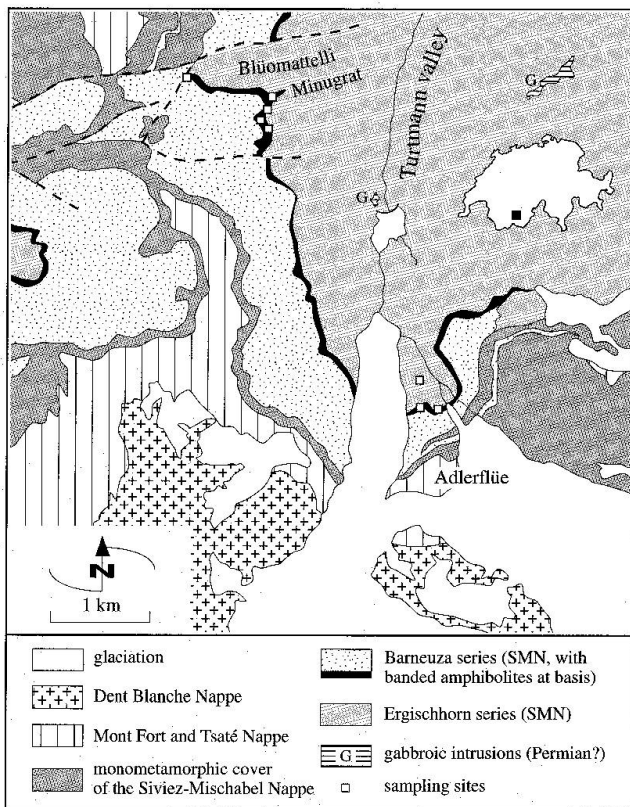 Blüomattelli
Minugrat
Turtmann valley
G
G
Adlerflüe
N
1 km
glaciation
Dent Blanche Nappe
Mont Fort and Tsaté Nappe
monometamorphic cover
of the Siviez-Mischabel Nappe
Barneuza series (SMN, with
banded amphibolites at basis)
Ergischhorn series (SMN)
G gabbroic intrusions (Permian?)
sampling sites